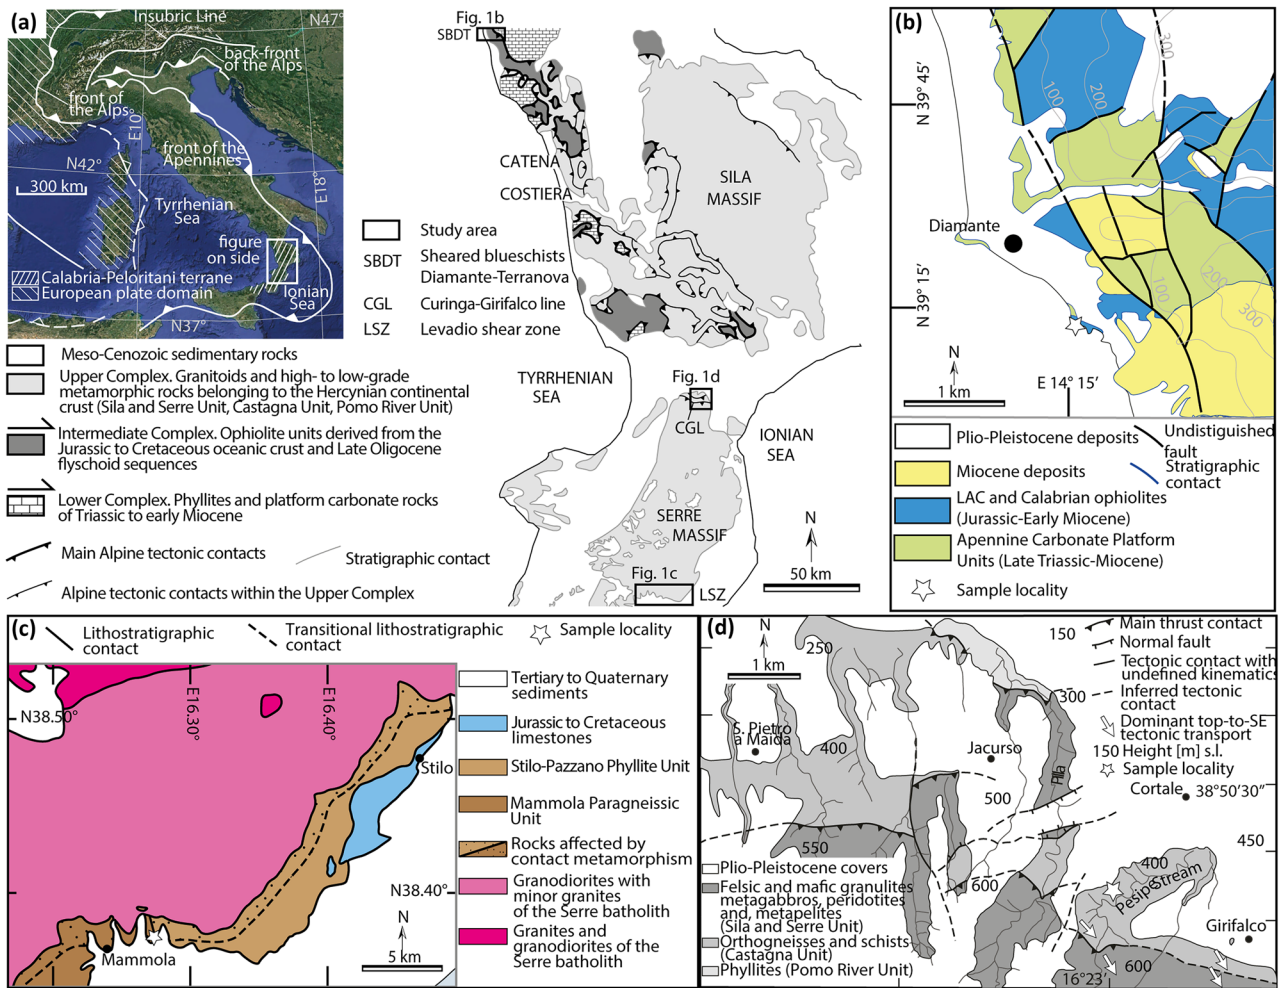 (a)
Insubric Line
N47°
back-front
of the Alps
front of
the Alps
E10°
N42°
front of the
Apennines
E18°
300 km
Tyrrhenian
Sea
figure
on side
Calabria-Peloritani terrane
European plate domain
Ionian
Sea
N37°
Fig. 1b
SBDT
CATENA
COSTIERA
SILA
MASSIF
Study area
SBDT
Sheared blueschists
Diamante-Terranova
CGL
Curinga-Girifalco line
LSZ
Levadio shear zone
TYRRHENIAN
SEA
Fig. 1d
CGL
IONIAN
SEA
SERRE
MASSIF
N
50 km
Fig. 1c
LSZ
Meso-Cenozoic sedimentary rocks
Upper Complex. Granitoids and high- to low-grade
metamorphic rocks belonging to the Hercynian continental
crust (Sila and Serre Unit, Castagna Unit, Pomo River Unit)
Intermediate Complex. Ophiolite units derived from the
Jurassic to Cretaceous oceanic crust and Late Oligocene
flyschoid sequences
Lower Complex. Phyllites and platform carbonate rocks
of Triassic to early Miocene
Main Alpine tectonic contacts
Stratigraphic contact
Alpine tectonic contacts within the Upper Complex
(b)
N 39° 45′
N 39° 15′
300
100
200
Diamante
100
200
300
N
1 km
E 14° 15′
Plio-Pleistocene deposits
Undistiguished
fault
Miocene deposits
Stratigraphic
contact
LAC and Calabrian ophiolites
(Jurassic-Early Miocene)
Apennine Carbonate Platform
Units (Late Triassic-Miocene)
Sample locality
(c)
Lithostratigraphic
contact
Transitional lithostratigraphic
contact
Sample locality
N38.50°
E16.30°
E16.40°
Stilo
N38.40°
Mammola
N
5 km
Tertiary to Quaternary
sediments
Jurassic to Cretaceous
limestones
Stilo-Pazzano Phyllite Unit
Mammola Paragneissic
Unit
Rocks affected by
contact metamorphism
Granodiorites with
minor granites
of the Serre batholith
Granites and
granodiorites of the
Serre batholith
(d)
N
1 km
250
150
300
Main thrust contact
Normal fault
Tectonic contact with
undefined kinematics
Inferred tectonic
contact
Dominant top-to-SE
tectonic transport
150 Height [m] s.l.
Sample locality
S. Pietro
a Maida
400
Jacurso
Pilla
Cortale
38°50′30″
500
550
450
600
400
Pesipe Stream
Girifalco
600
16°23′
Plio-Pleistocene covers
Felsic and mafic granulites
metagabbros, peridotites
and, metapelites
(Sila and Serre Unit)
Orthogneisses and schists
(Castagna Unit)
Phyllites (Pomo River Unit)